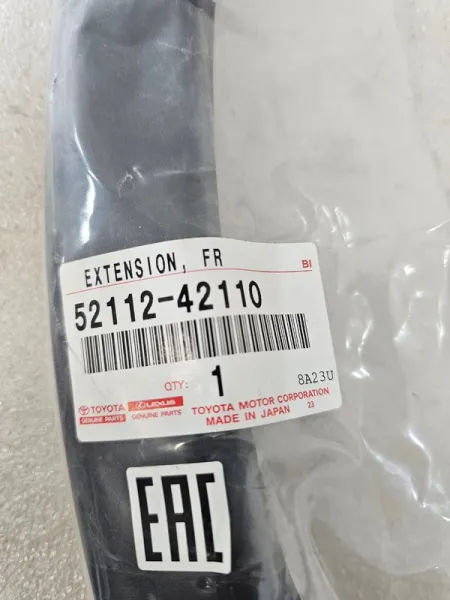 EXTENSION, FR
BI
52112-42110
QTY: 1
8A23U
TOYOTA LEXUS
GENUINE PARTS GENUINE PARTS
TOYOTA MOTOR CORPORATION
MADE IN JAPAN 23
EAC